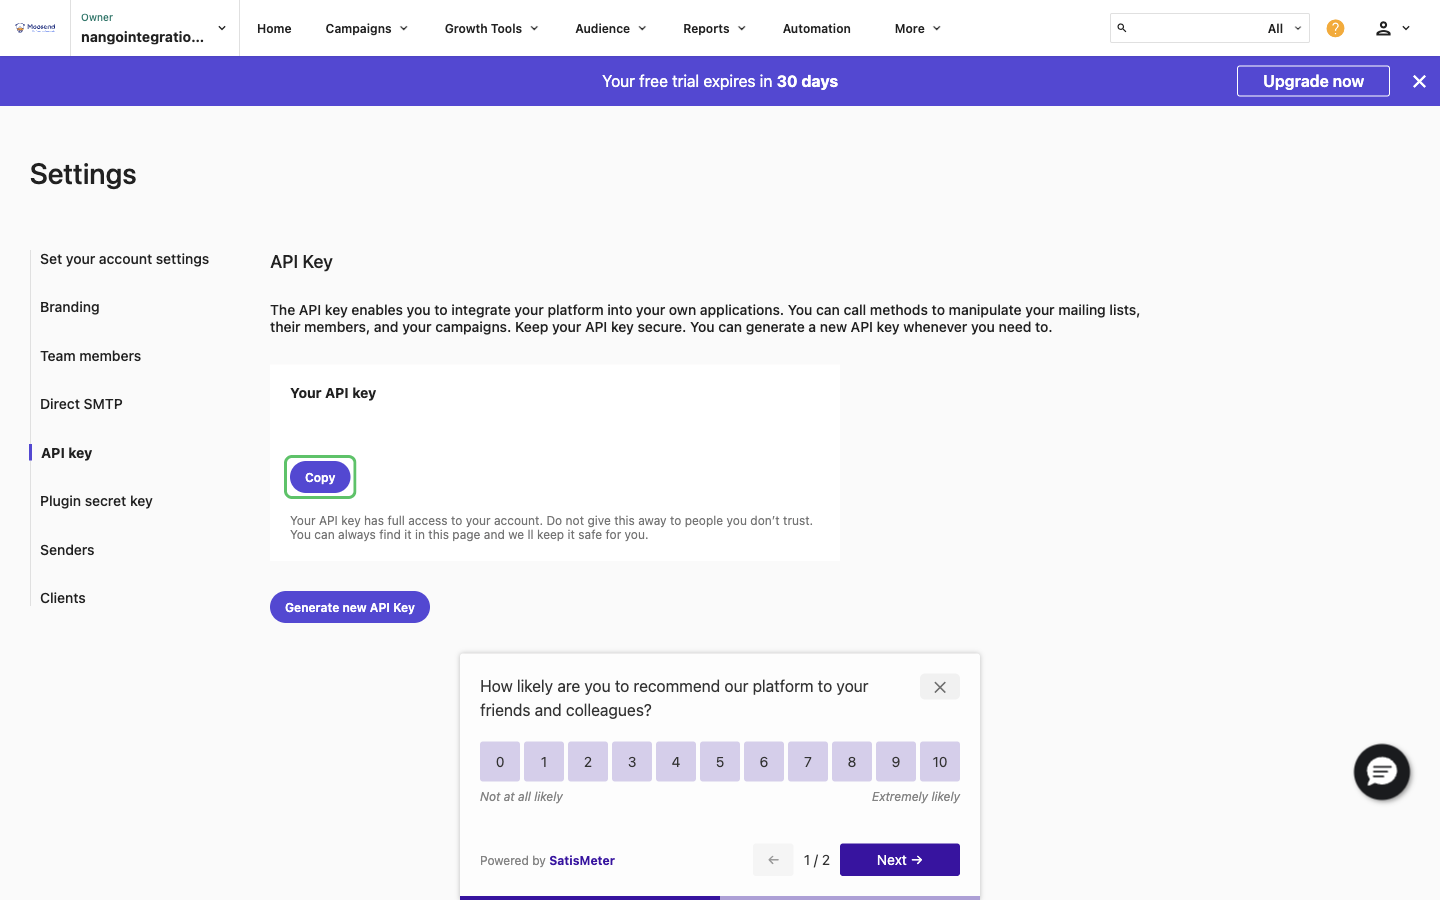 Moosend
Owner
nangointegratio...
Home
Campaigns
Growth Tools
Audience
Reports
Automation
More
All
?
Your free trial expires in 30 days
Upgrade now
Settings
Set your account settings
Branding
Team members
Direct SMTP
API key
Plugin secret key
Senders
Clients
API Key
The API key enables you to integrate your platform into your own applications. You can call methods to manipulate your mailing lists,
their members, and your campaigns. Keep your API key secure. You can generate a new API key whenever you need to.
Your API key
Copy
Your API key has full access to your account. Do not give this away to people you don't trust.
You can always find it in this page and we ll keep it safe for you.
Generate new API Key
How likely are you to recommend our platform to your
friends and colleagues?
0 1 2 3 4 5 6 7 8 9 10
Not at all likely
Extremely likely
Powered by SatisMeter
← 1 / 2 Next →